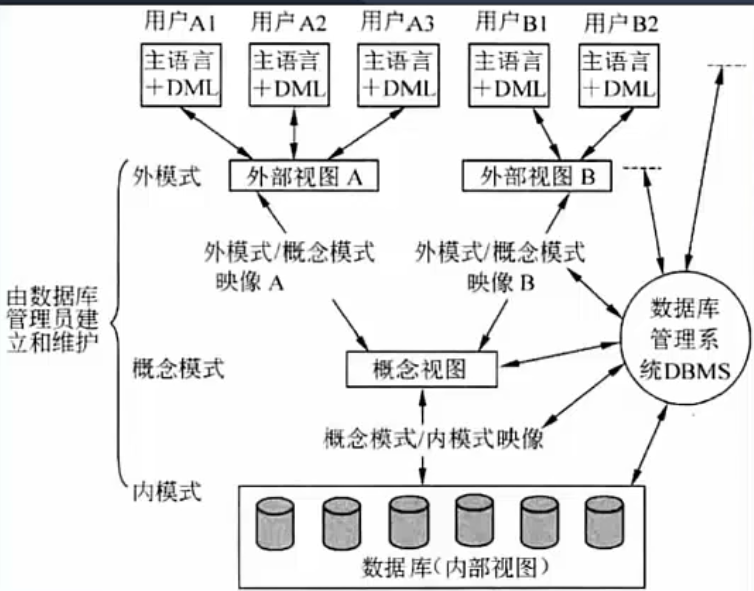 用户A1 用户A2 用户A3 用户B1 用户B2
主语言
+DML
主语言
+DML
主语言
+DML
主语言
+DML
主语言
+DML
外模式
外部视图 A
外部视图 B
外模式/概念模式
映像 A
外模式/概念模式
映像 B
由数据库
管理员建
立和维护
数据库
管理系
统DBMS
概念模式
概念视图
概念模式/内模式映像
内模式
数据库(内部视图)